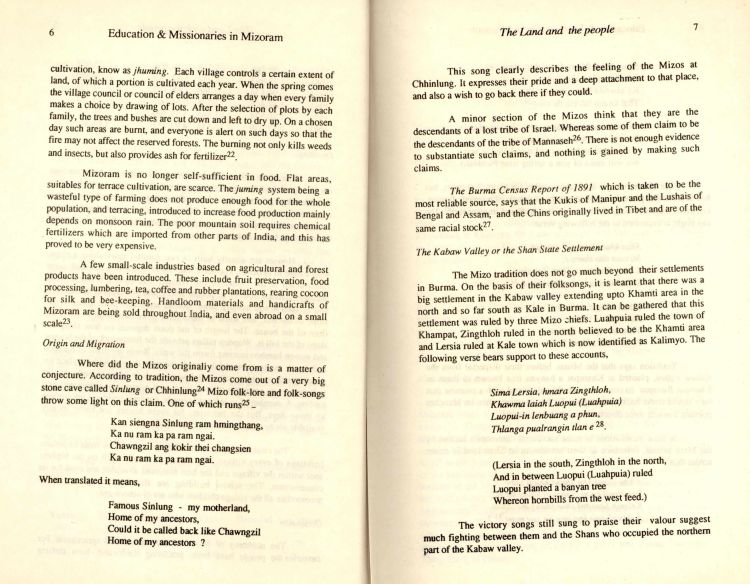 6
Education & Missionaries in Mizoram
cultivation, know as jhuming. Each village controls a certain extent of
land, of which a portion is cultivated each year. When the spring comes
the village council or council of elders arranges a day when every family
makes a choice by drawing of lots. After the selection of plots by each
family, the trees and bushes are cut down and left to dry up. On a chosen
day such areas are burnt, and everyone is alert on such days so that the
fire may not affect the reserved forests. The burning not only kills weeds
and insects, but also provides ash for fertilizer22.
Mizoram is no longer self-sufficient in food. Flat areas,
suitables for terrace cultivation, are scarce. The juming system being a
wasteful type of farming does not produce enough food for the whole
population, and terracing, introduced to increase food production mainly
depends on monsoon rain. The poor mountain soil requires chemical
fertilizers which are imported from other parts of India, and this has
proved to be very expensive.
A few small-scale industries based on agricultural and forest
products have been introduced. These include fruit preservation, food
processing, lumbering, tea, coffee and rubber plantations, rearing cocoon
for silk and bee-keeping. Handloom materials and handicrafts of
Mizoram are being sold throughout India, and even abroad on a small
scale23.
Origin and Migration
Where did the Mizos originaliy come from is a matter of
conjecture. According to tradition, the Mizos come out of a very big
stone cave called Sinlung or Chhinlung24 Mizo folk-lore and folk-songs
throw some light on this claim. One of which runs25 _
Kan siengna Sinlung ram hmingthang,
Ka nu ram ka pa ram ngai.
Chawngzil ang kokir thei changsien
Ka nu ram ka pa ram ngai.
When translated it means,
Famous Sinlung - my motherland,
Home of my ancestors,
Could it be called back like Chawngzil
Home of my ancestors ?
The Land and the people
7
This song clearly describes the feeling of the Mizos at
Chhinlung. It expresses their pride and a deep attachment to that place,
and also a wish to go back there if they could.
A minor section of the Mizos think that they are the
descendants of a lost tribe of Israel. Whereas some of them claim to be
the descendants of the tribe of Mannaseh26. There is not enough evidence
to substantiate such claims, and nothing is gained by making such
claims.
The Burma Census Report of 1891 which is taken to be the
most reliable source, says that the Kukis of Manipur and the Lushais of
Bengal and Assam, and the Chins originally lived in Tibet and are of the
same racial stock27.
The Kabaw Valley or the Shan State Settlement
The Mizo tradition does not go much beyond their settlements
in Burma. On the basis of their folksongs, it is learnt that there was a
big settlement in the Kabaw valley extending upto Khamti area in the
north and so far south as Kale in Burma. It can be gathered that this
settlement was ruled by three Mizo chiefs. Luahpuia ruled the town of
Khampat, Zingthloh ruled in the north believed to be the Khamti area
and Lersia ruled at Kale town which is now identified as Kalimyo. The
following verse bears support to these accounts,
Sima Lersia, hmara Zingthloh,
Khawma laiah Luopui (Luahpuia)
Luopui-in lenbuang a phun,
Thlanga pualrangin tlan e 28.
(Lersia in the south, Zingthloh in the north,
And in between Luopui (Luahpuia) ruled
Luopui planted a banyan tree
Whereon hornbills from the west feed.)
The victory songs still sung to praise their valour suggest
much fighting between them and the Shans who occupied the northern
part of the Kabaw valley.